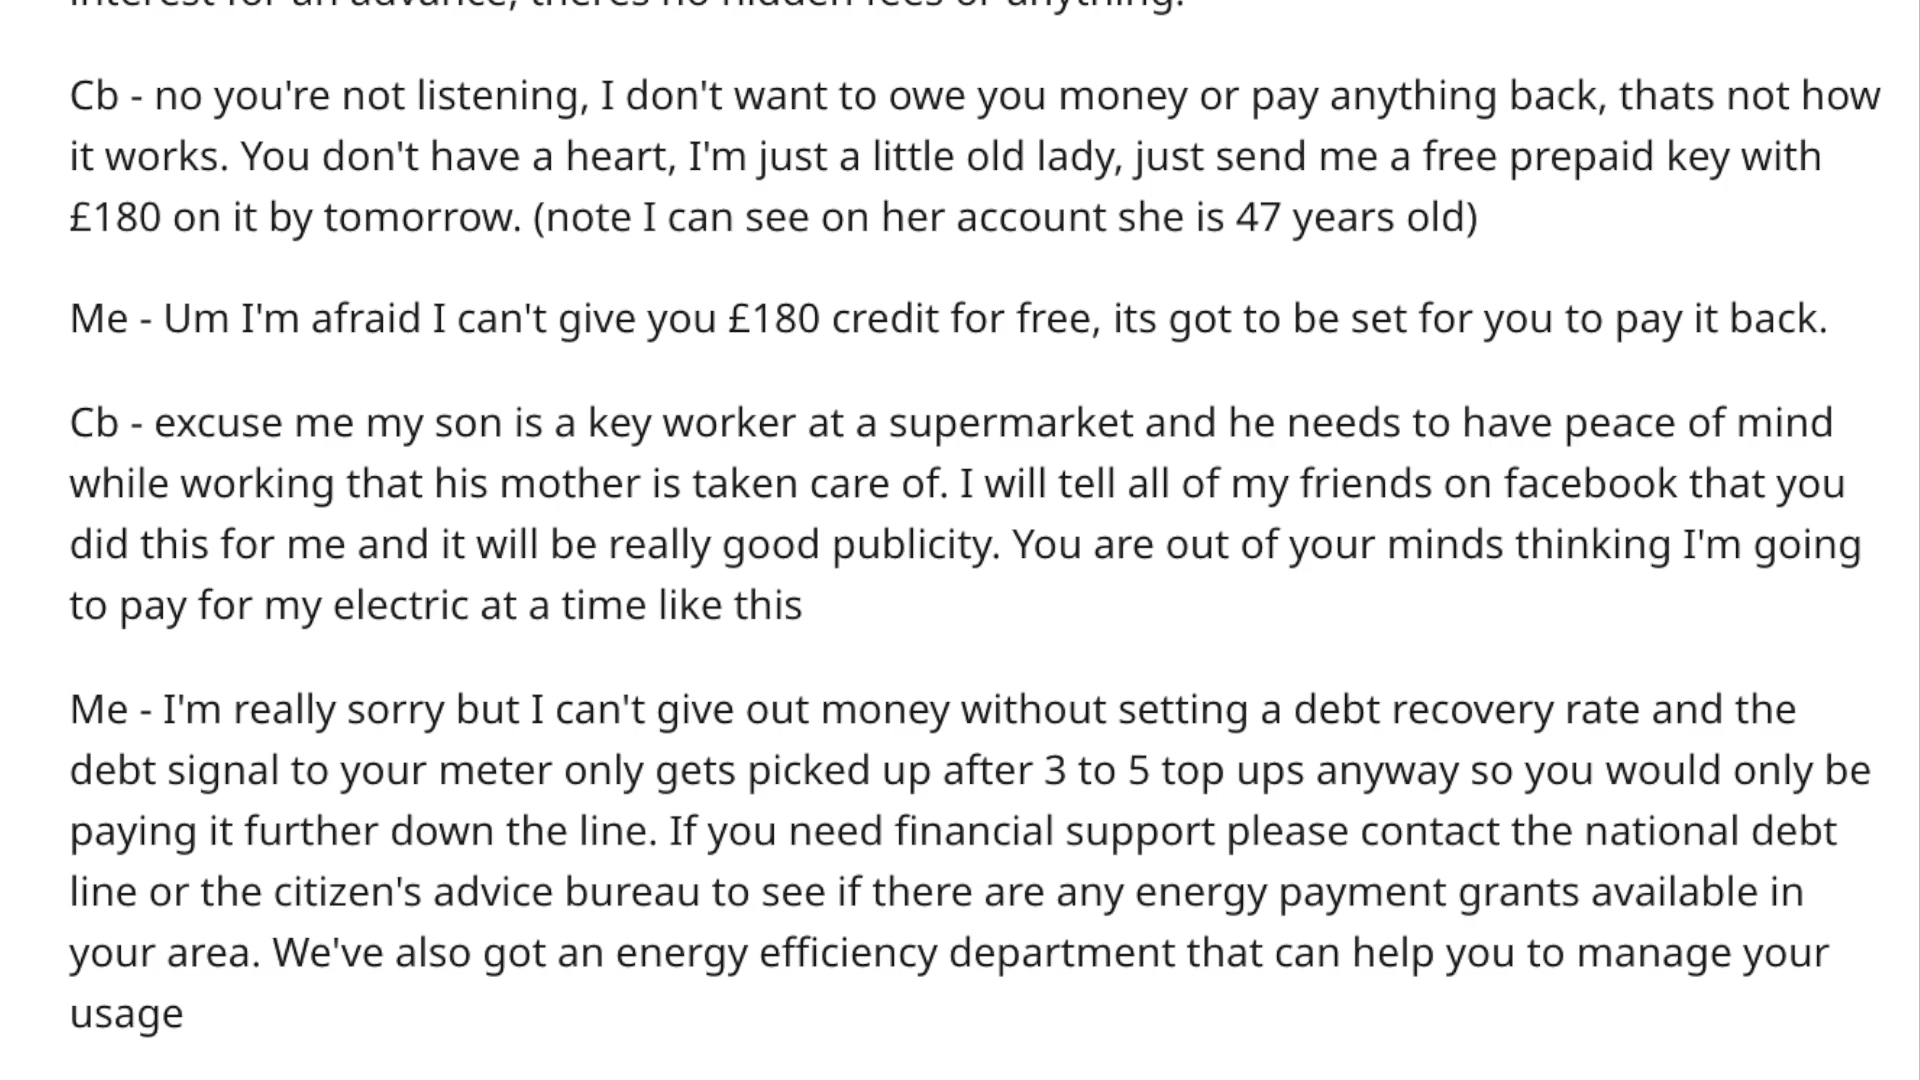 interest for an advance, theres no hidden fees or anything.
Cb - no you're not listening, I don't want to owe you money or pay anything back, thats not how
it works. You don't have a heart, I'm just a little old lady, just send me a free prepaid key with
£180 on it by tomorrow. (note I can see on her account she is 47 years old)
Me - Um I'm afraid I can't give you £180 credit for free, its got to be set for you to pay it back.
Cb - excuse me my son is a key worker at a supermarket and he needs to have peace of mind
while working that his mother is taken care of. I will tell all of my friends on facebook that you
did this for me and it will be really good publicity. You are out of your minds thinking I'm going
to pay for my electric at a time like this
Me - I'm really sorry but I can't give out money without setting a debt recovery rate and the
debt signal to your meter only gets picked up after 3 to 5 top ups anyway so you would only be
paying it further down the line. If you need financial support please contact the national debt
line or the citizen's advice bureau to see if there are any energy payment grants available in
your area. We've also got an energy efficiency department that can help you to manage your
usage